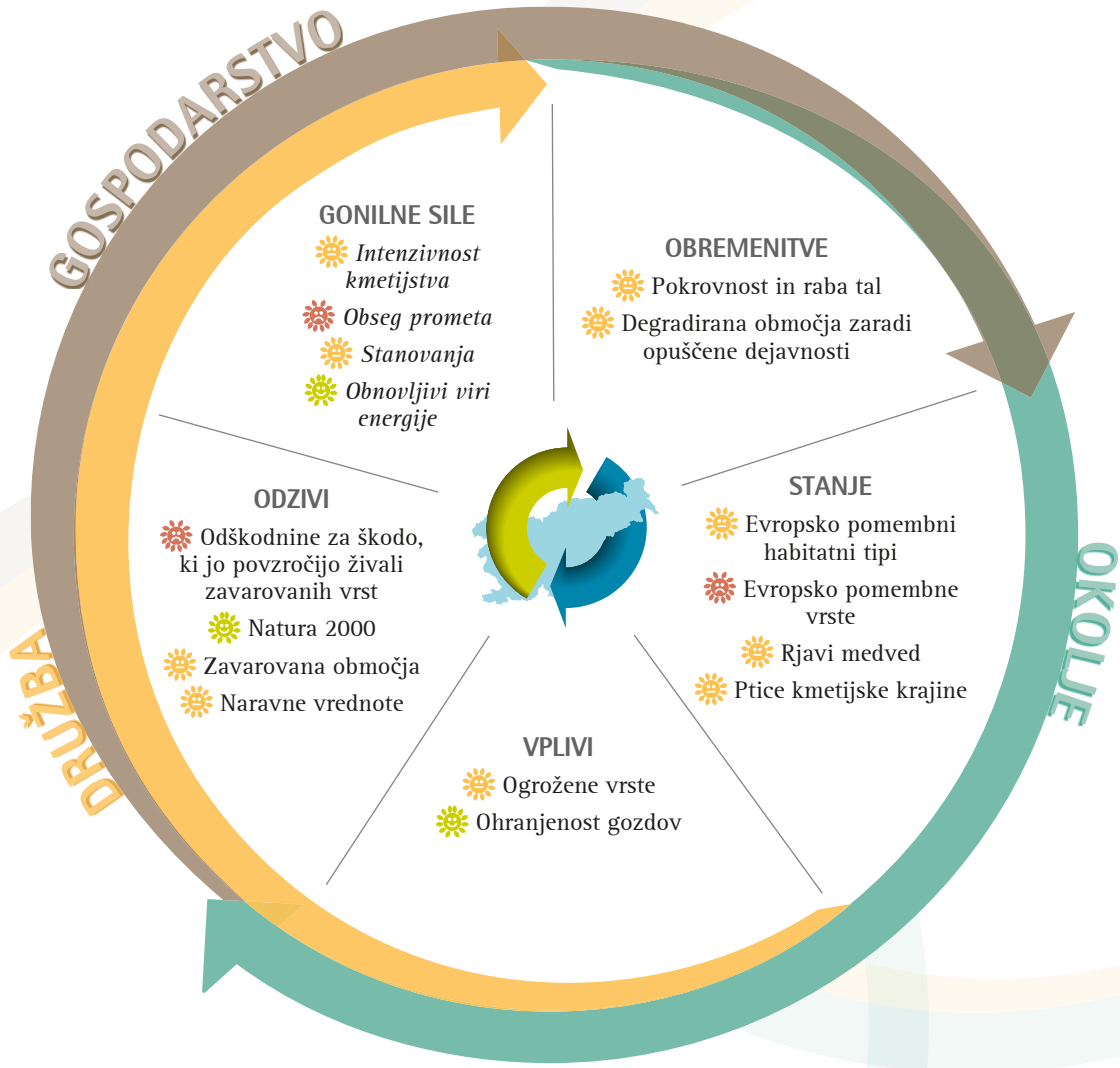 GOSPODARSTVO
GONILNE SILE
Intenzivnost
kmetijstva
Obseg prometa
Stanovanja
Obnovljivi viri
energije
OBREMENITVE
Pokrovnost in raba tal
Degradirana območja zaradi
opuščene dejavnosti
STANJE
Evropsko pomembni
habitatni tipi
Evropsko pomembne
vrste
Rjavi medved
Ptice kmetijske krajine
OKOLJE
VPLIVI
Ogrožene vrste
Ohranjenost gozdov
ODZIVI
Odškodnine za škodo,
ki jo povzročijo živali
zavarovanih vrst
Natura 2000
Zavarovana območja
Naravne vrednote
DRUŽBA